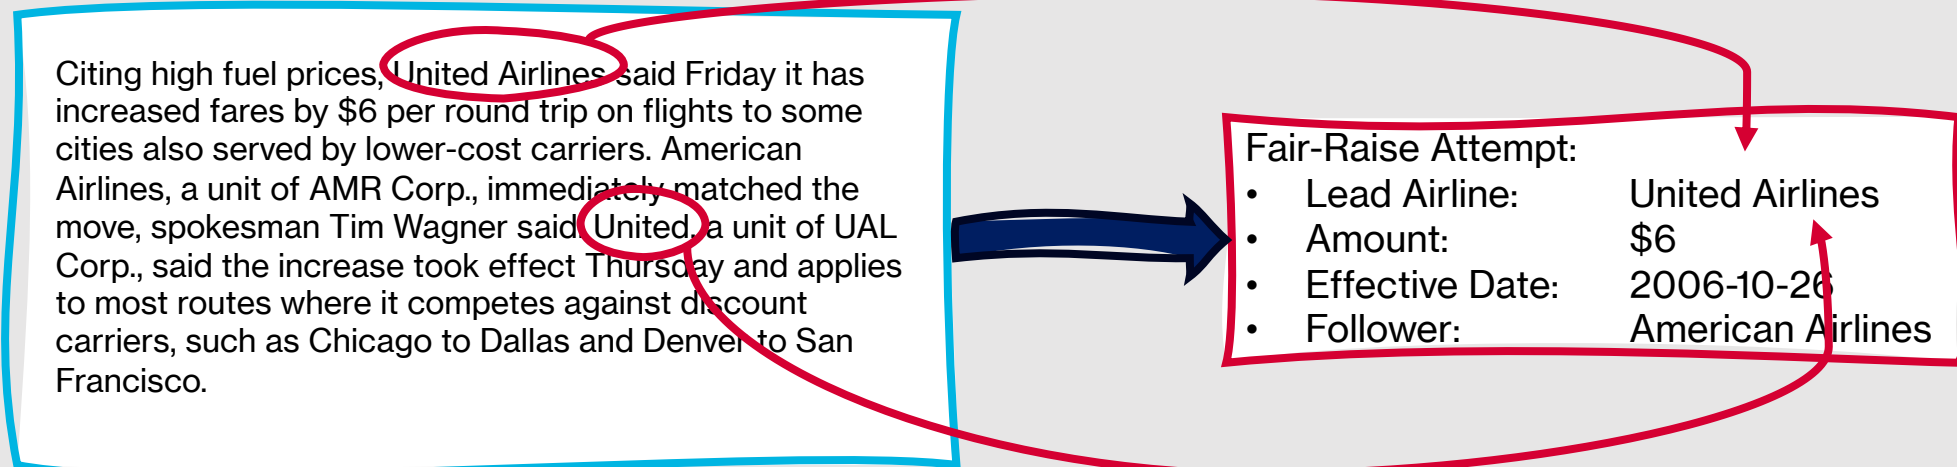 Citing high fuel prices, United Airlines said Friday it has
increased fares by $6 per round trip on flights to some
cities also served by lower-cost carriers. American
Airlines, a unit of AMR Corp., immediately matched the
move, spokesman Tim Wagner said. United, a unit of UAL
Corp., said the increase took effect Thursday and applies
to most routes where it competes against discount
carriers, such as Chicago to Dallas and Denver to San
Francisco.
Fair-Raise Attempt:
• Lead Airline: United Airlines
• Amount: $6
• Effective Date: 2006-10-26
• Follower: American Airlines